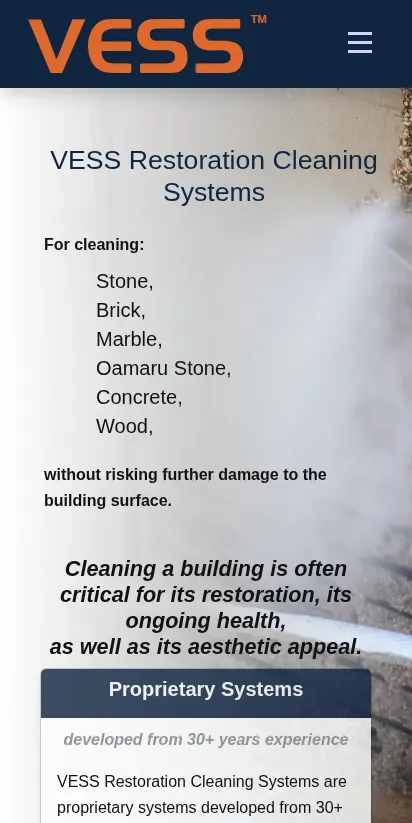 VESS™
VESS Restoration Cleaning
Systems
For cleaning:
Stone,
Brick,
Marble,
Oamaru Stone,
Concrete,
Wood,
without risking further damage to the
building surface.
Cleaning a building is often
critical for its restoration, its
ongoing health,
as well as its aesthetic appeal.
Proprietary Systems
developed from 30+ years experience
VESS Restoration Cleaning Systems are
proprietary systems developed from 30+